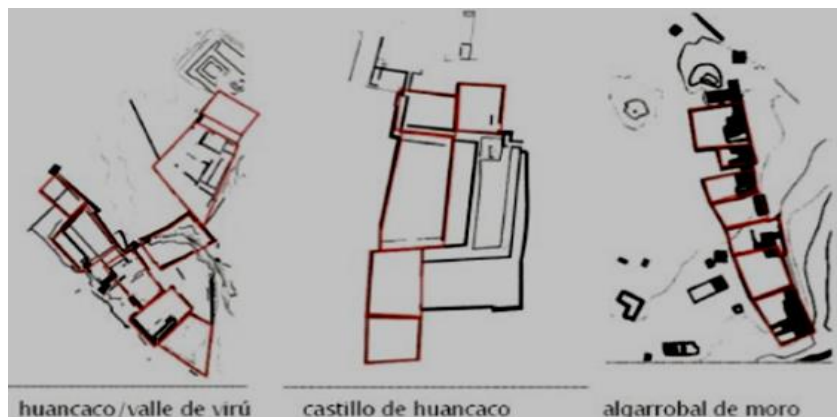 huancaco/valle de virú
castillo de huancaco
algarrobal de moro